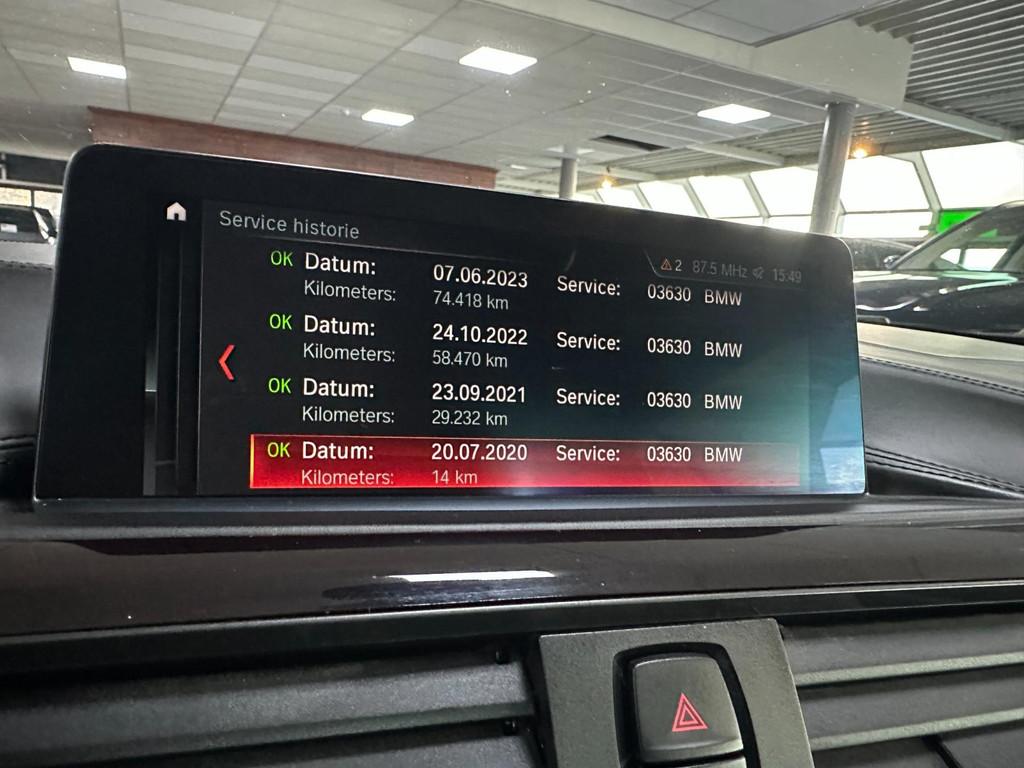 Service historie
⚠2 87.5 MHz 15:49
OK Datum: 07.06.2023 Service: 03630 BMW
Kilometers: 74.418 km
OK Datum: 24.10.2022 Service: 03630 BMW
Kilometers: 58.470 km
OK Datum: 23.09.2021 Service: 03630 BMW
Kilometers: 29.232 km
OK Datum: 20.07.2020 Service: 03630 BMW
Kilometers: 14 km